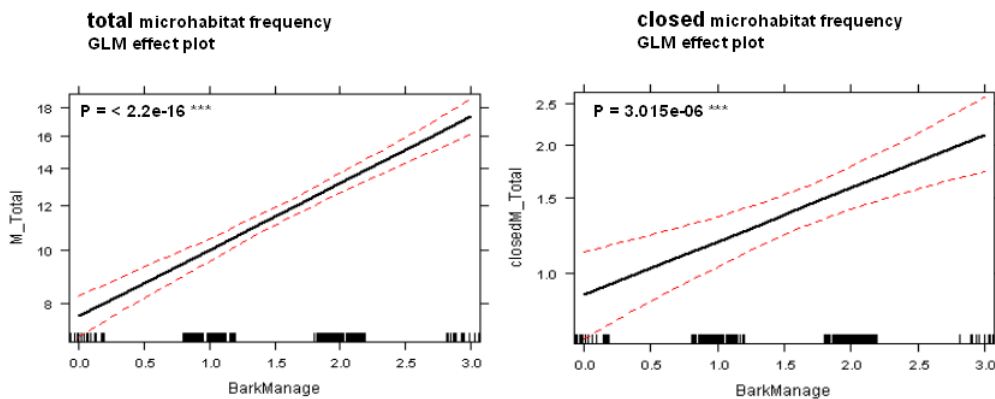 total microhabitat frequency
GLM effect plot
P = < 2.2e-16 ***
18
16
14
12
10
8
M_Total
0.0 0.5 1.0 1.5 2.0 2.5 3.0
BarkManage
closed microhabitat frequency
GLM effect plot
P = 3.015e-06 ***
2.5
2.0
1.5
1.0
closedM_Total
0.0 0.5 1.0 1.5 2.0 2.5 3.0
BarkManage